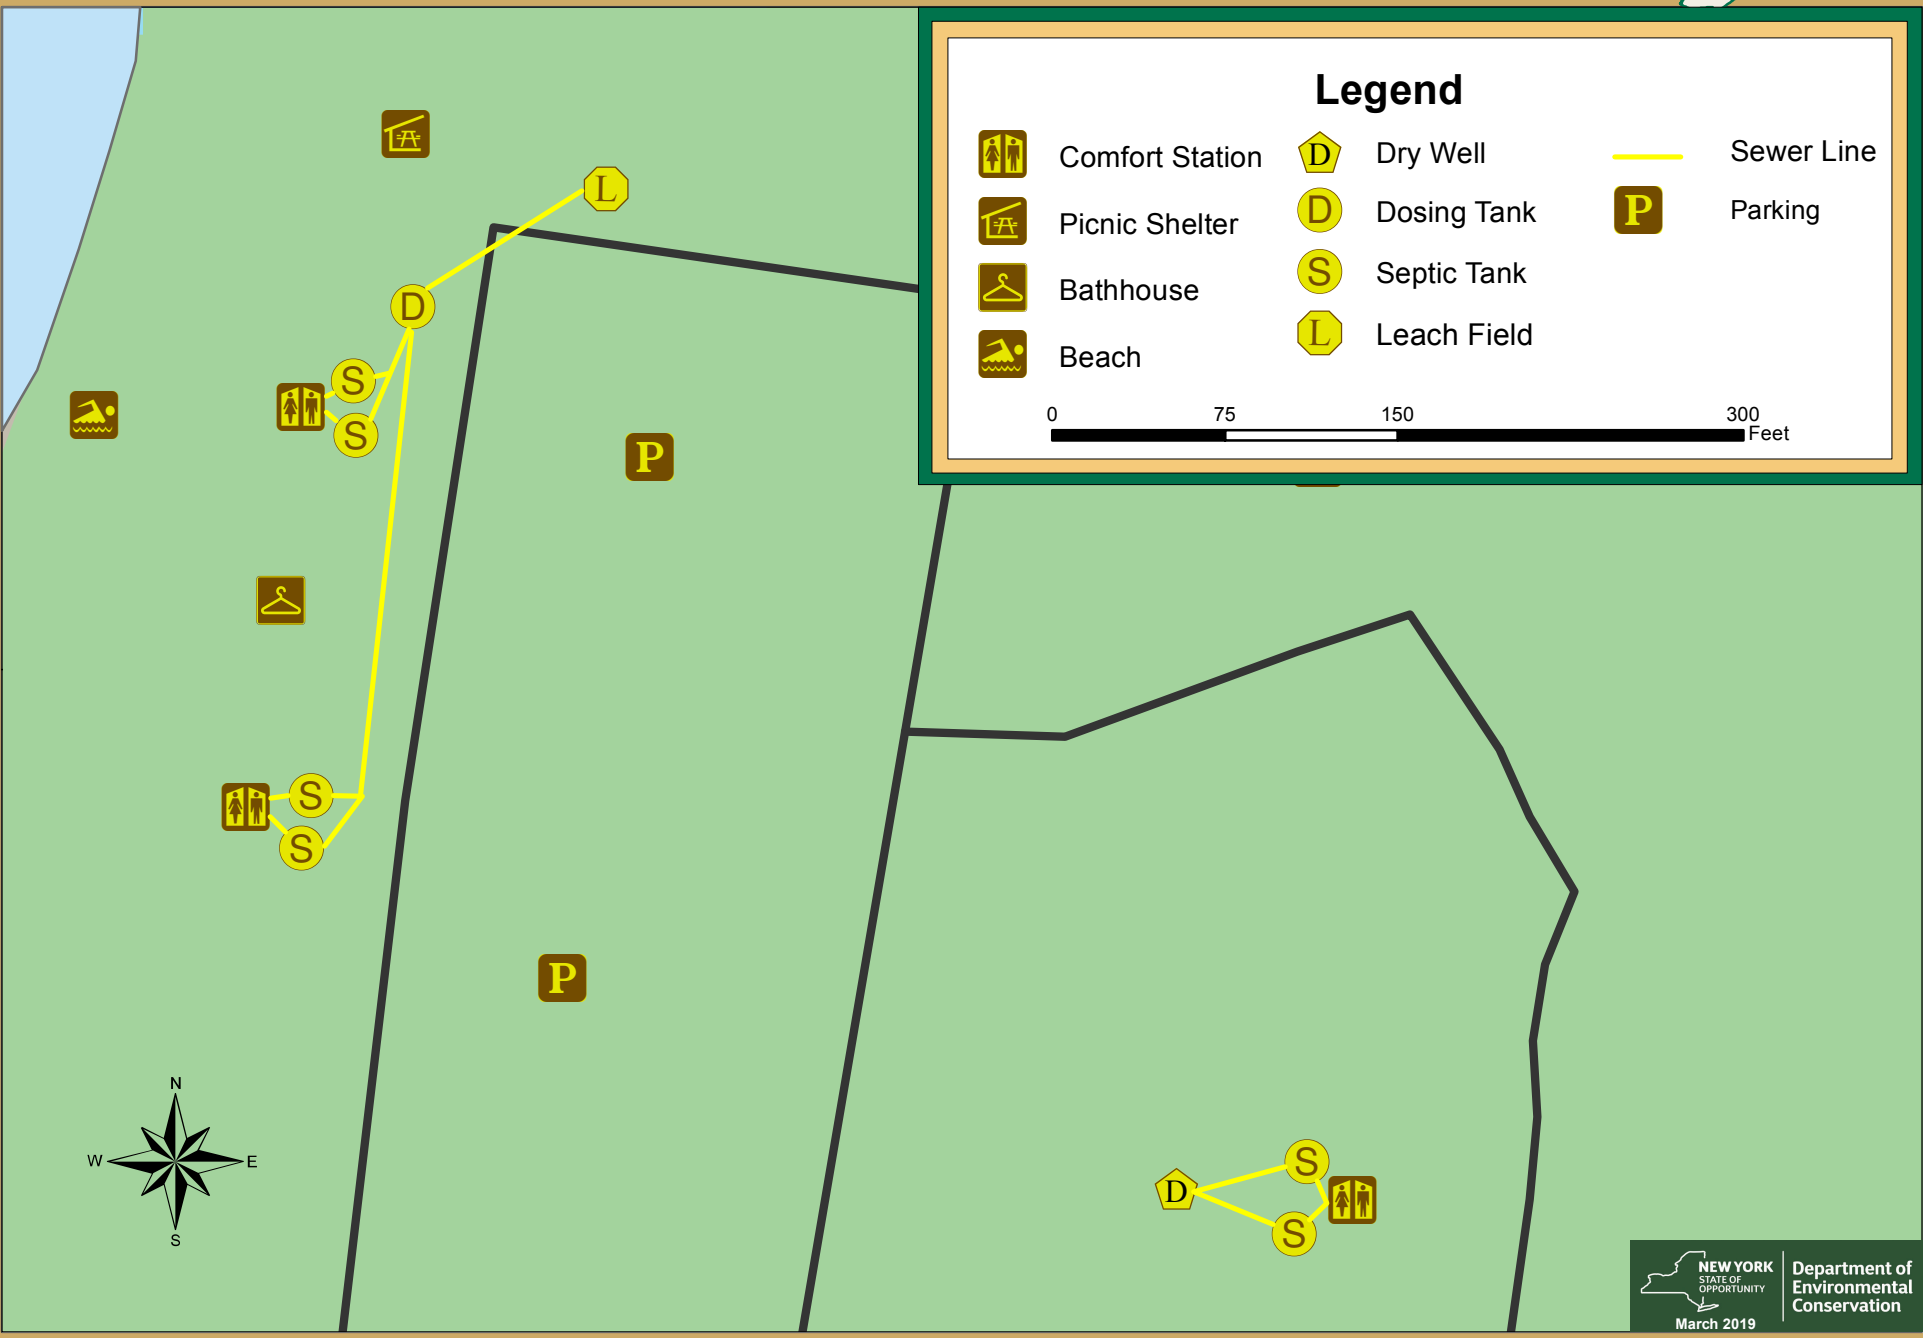 Legend
Comfort Station
Picnic Shelter
Bathhouse
Beach
D Dry Well
D Dosing Tank
S Septic Tank
L Leach Field
Sewer Line
P Parking
0 75 150 300
Feet
L
D
S
S
P
S
S
P
N
W E
S
D
S
S
NEW YORK
STATE OF
OPPORTUNITY
Department of
Environmental
Conservation
March 2019